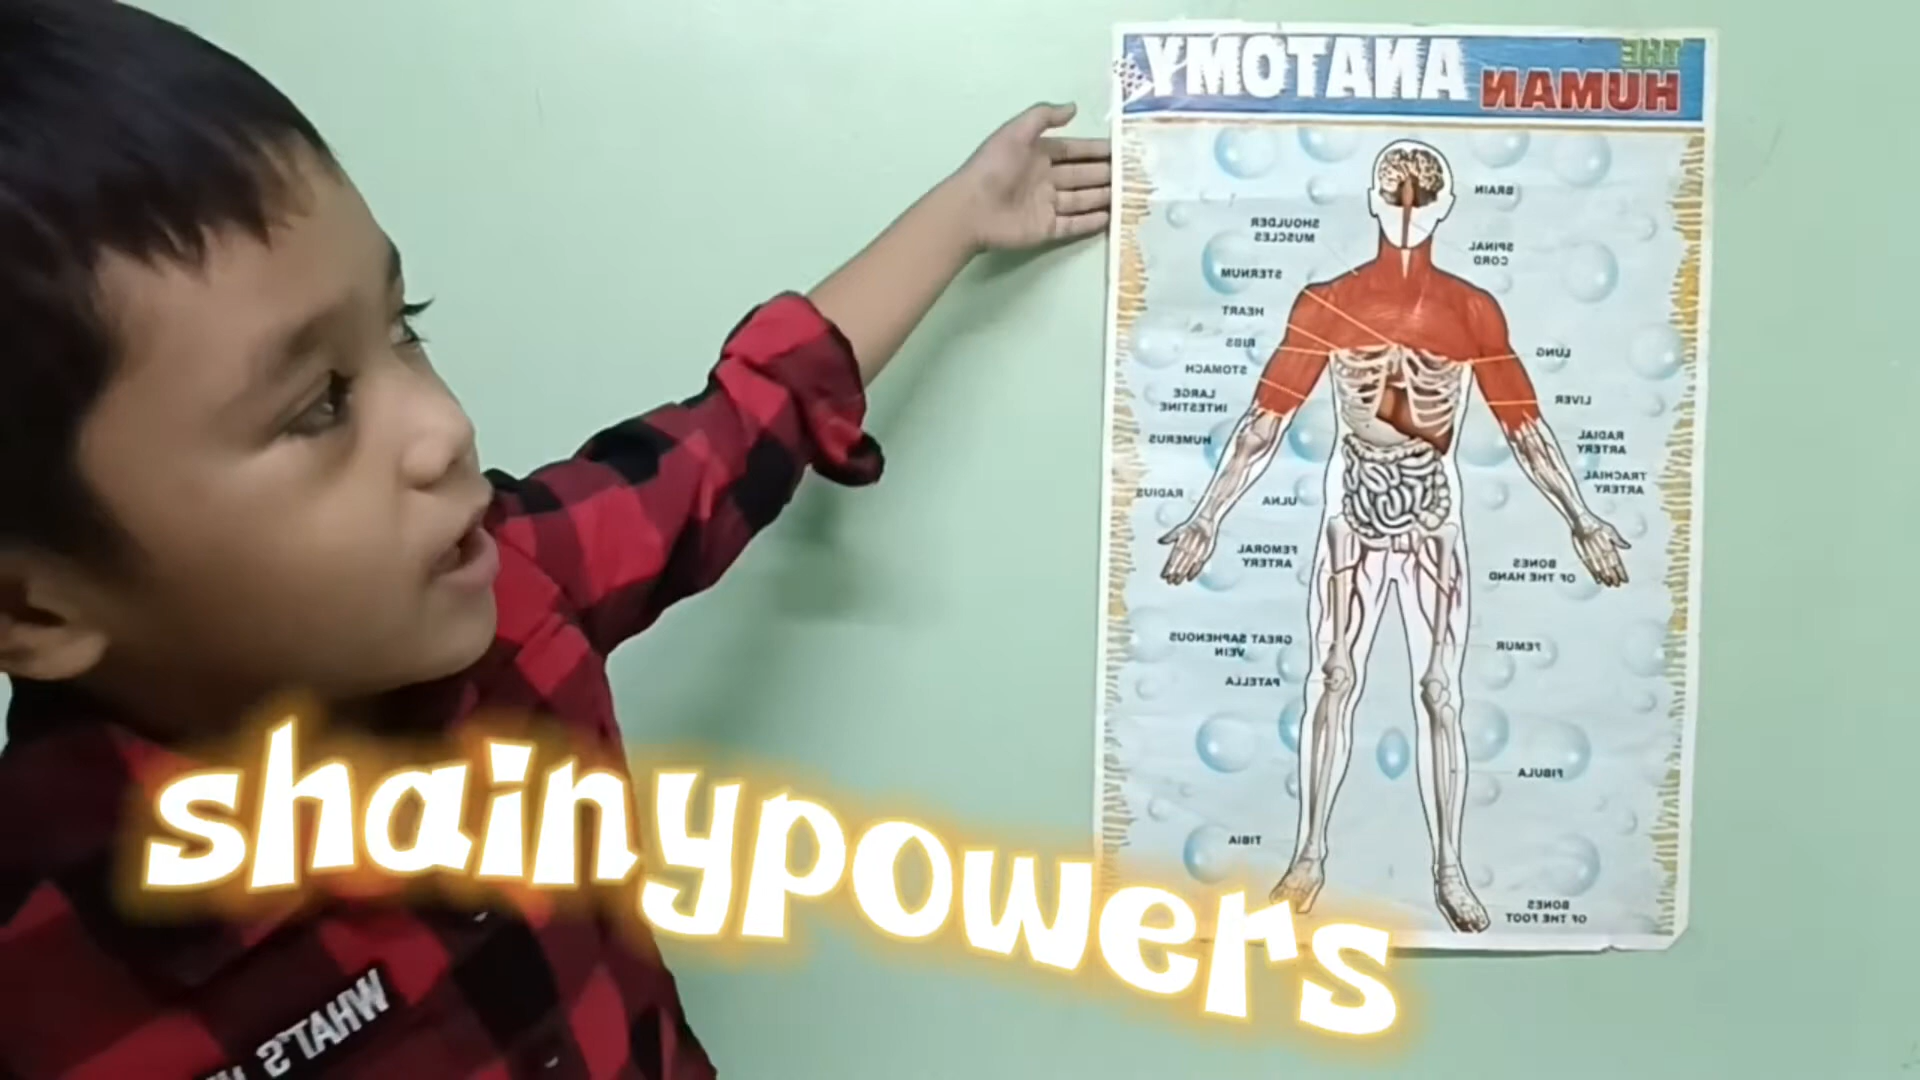 THE
HUMAN ANATOMY
BRAIN
SHOULDER
MUSCLES
SPINAL
CORD
STERNUM
HEART
RIBS
LUNG
STOMACH
LARGE
INTESTINE
LIVER
HUMERUS
RADIAL
ARTERY
TRACHIAL
ARTERY
RADIUS
ULNA
FEMORAL
ARTERY
BONES
OF THE HAND
GREAT SAPHENOUS
VEIN
FEMUR
PATELLA
FIBULA
TIBIA
BONES
OF THE FOOT
shainypowers
WHAT'S